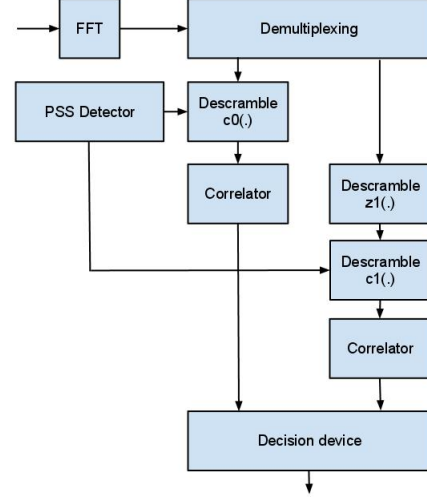 FFT
Demultiplexing
PSS Detector
Descramble
c0(.)
Correlator
Descramble
z1(.)
Descramble
c1(.)
Correlator
Decision device